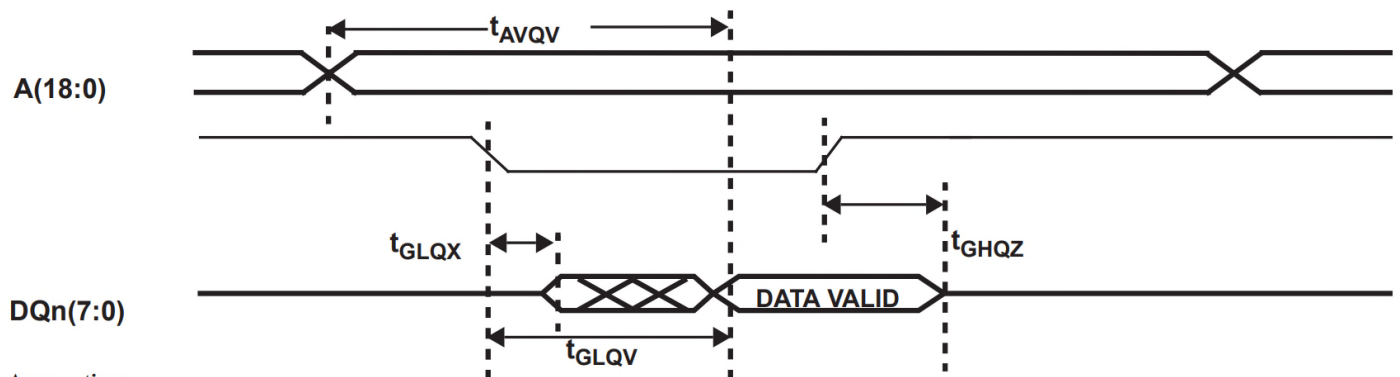 tAVQV
A(18:0)
tGLQX
tGHQZ
DATA VALID
DQn(7:0)
tGLQV